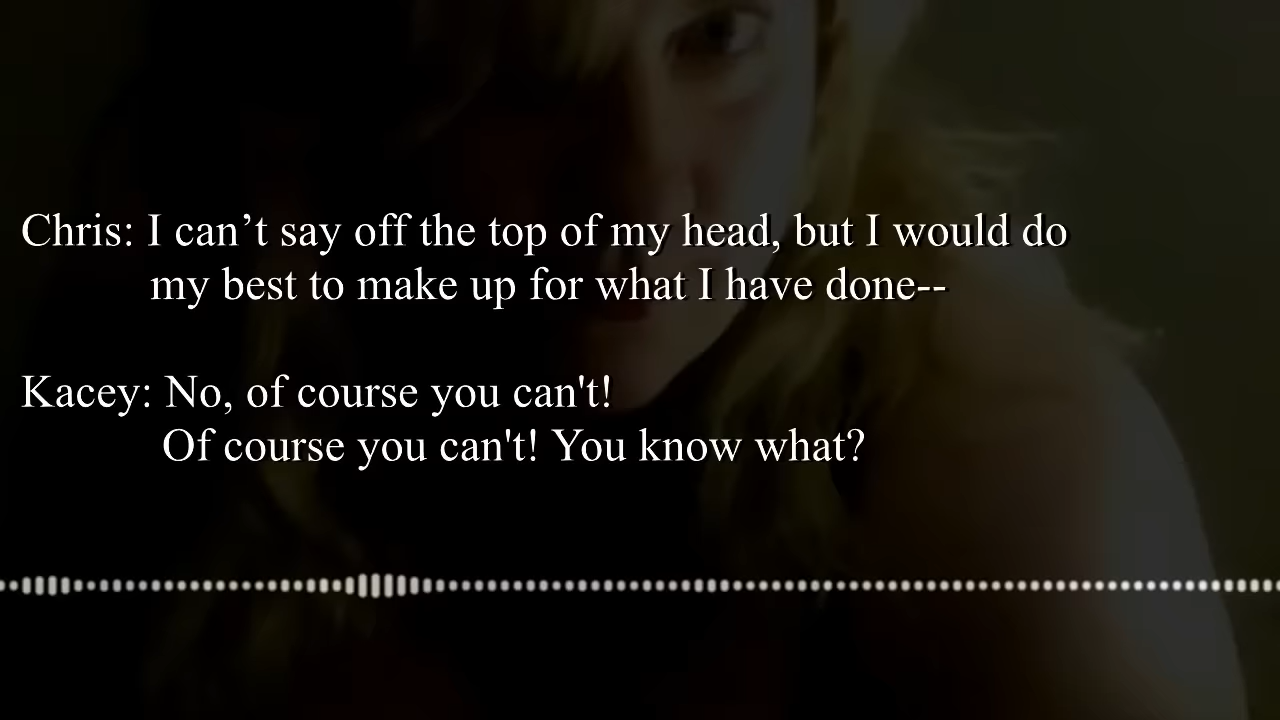 Chris: I can’t say off the top of my head, but I would do
my best to make up for what I have done--
Kacey: No, of course you can't!
Of course you can't! You know what?